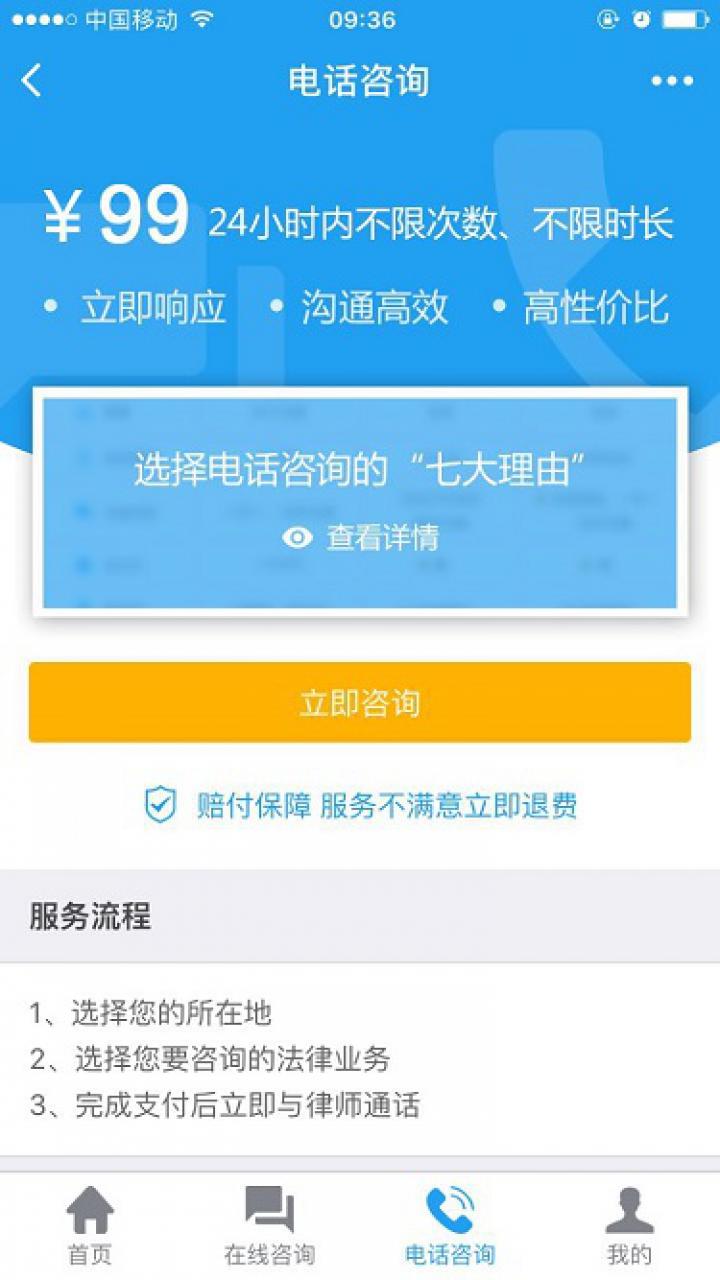 中国移动 09:36
电话咨询
¥99 24小时内不限次数、不限时长
• 立即响应 • 沟通高效 • 高性价比
选择电话咨询的“七大理由”
查看详情
立即咨询
赔付保障 服务不满意立即退费
服务流程
1、选择您的所在地
2、选择您要咨询的法律业务
3、完成支付后立即与律师通话
首页 在线咨询 电话咨询 我的